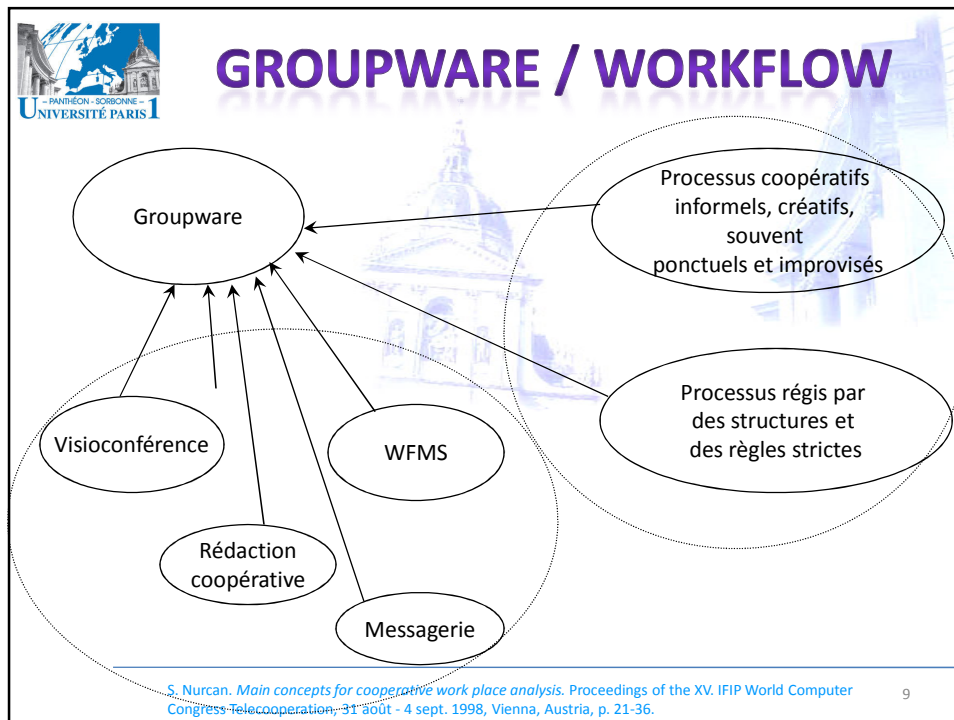 GROUPWARE / WORKFLOW
– PANTHÉON - SORBONNE –
UNIVERSITÉ PARIS 1
Groupware
Processus coopératifs
informels, créatifs,
souvent
ponctuels et improvisés
Processus régis par
des structures et
des règles strictes
Visioconférence
WFMS
Rédaction
coopérative
Messagerie
S. Nurcan. Main concepts for cooperative work place analysis. Proceedings of the XV. IFIP World Computer
Congress Telecooperation, 31 août - 4 sept. 1998, Vienna, Austria, p. 21-36.
9